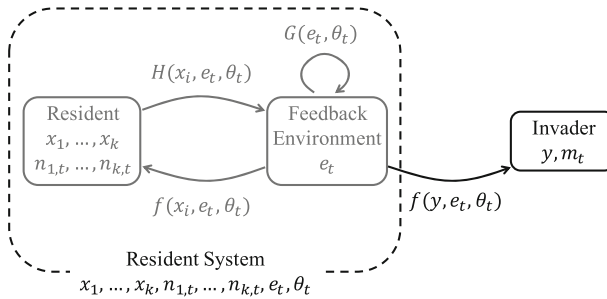 G(e_t, θ_t)
H(x_i, e_t, θ_t)
Resident
x_1, …, x_k
n_{1,t}, …, n_{k,t}
Feedback
Environment
e_t
Invader
y, m_t
f(x_i, e_t, θ_t)
f(y, e_t, θ_t)
Resident System
x_1, …, x_k, n_{1,t}, …, n_{k,t}, e_t, θ_t